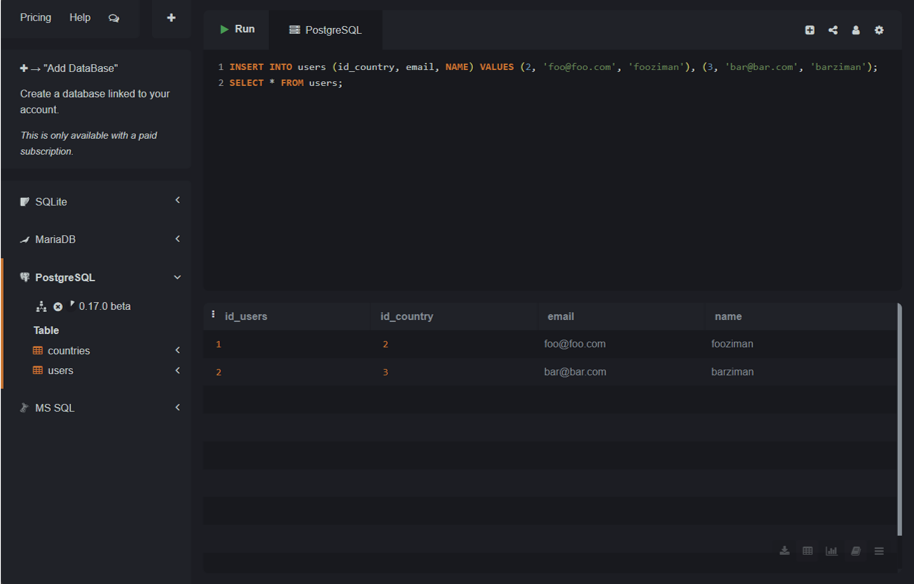 Pricing Help
Run PostgreSQL
"Add DataBase"
Create a database linked to your
account.
This is only available with a paid
subscription.
1 INSERT INTO users (id_country, email, NAME) VALUES (2, 'foo@foo.com', 'fooziman'), (3, 'bar@bar.com', 'barziman');
2 SELECT * FROM users;
SQLite
MariaDB
PostgreSQL
0.17.0 beta
Table
countries
users
MS SQL
id_users id_country email name
1 2 foo@foo.com fooziman
2 3 bar@bar.com barziman